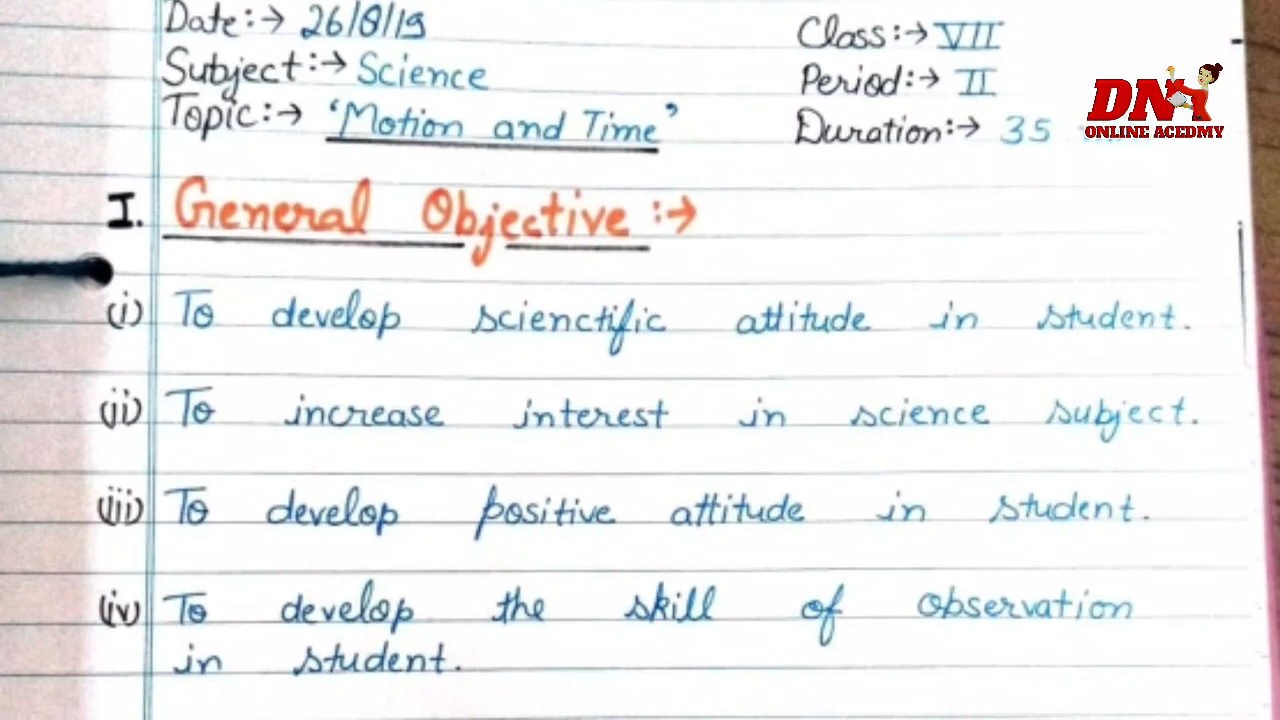 Date:→ 26/8/19 Class:→ VII
Subject:→ Science Period:→ II
Topic:→ 'Motion and Time' Duration:→ 35
DNA
ONLINE ACEDMY
I. General Objective:→
(i) To develop scienctific attitude in student.
(ii) To increase interest in science subject.
(iii) To develop positive attitude in student.
(iv) To develop the skill of observation
in student.